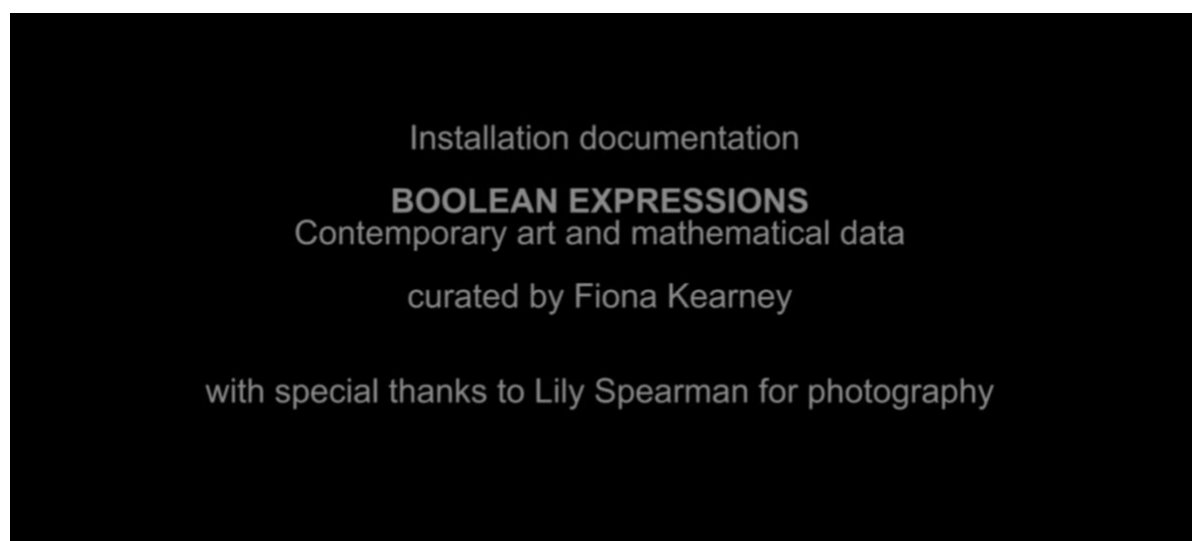 Installation documentation
BOOLEAN EXPRESSIONS
Contemporary art and mathematical data
curated by Fiona Kearney
with special thanks to Lily Spearman for photography